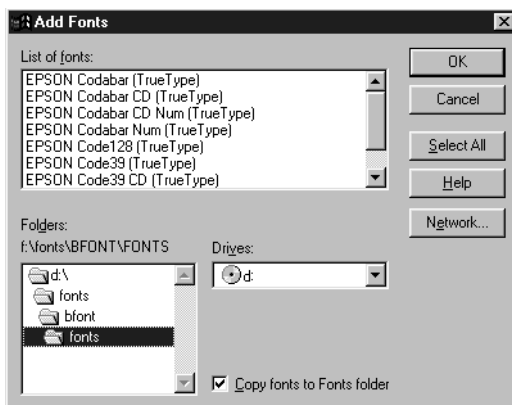 Add Fonts
List of fonts:
EPSON Codabar (TrueType)
EPSON Codabar CD (TrueType)
EPSON Codabar CD Num (TrueType)
EPSON Codabar Num (TrueType)
EPSON Code128 (TrueType)
EPSON Code39 (TrueType)
EPSON Code39 CD (TrueType)
OK
Cancel
Select All
Help
Network...
Folders:
f:\fonts\BFONT\FONTS
d:\
fonts
bfont
fonts
Drives:
d:
Copy fonts to Fonts folder